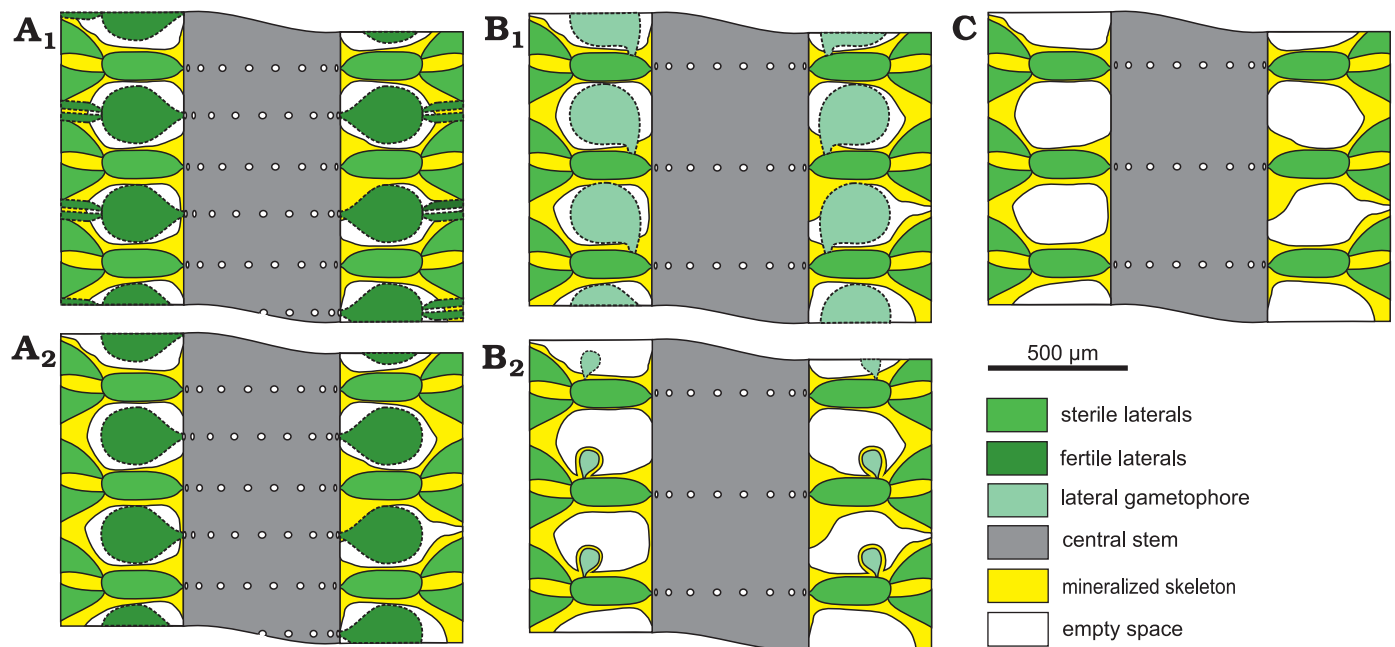 A1
B1
C
A2
B2
500 µm
sterile laterals
fertile laterals
lateral gametophore
central stem
mineralized skeleton
empty space